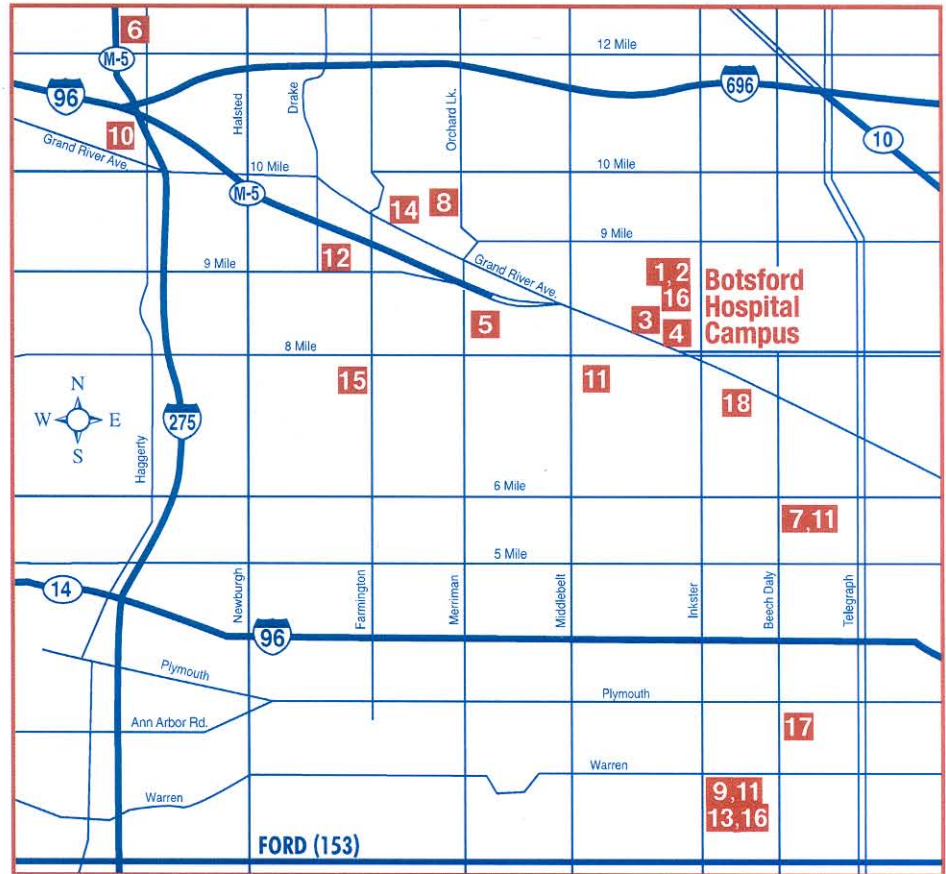 6
12 Mile
M-5
96
696
Halsted
Drake
Orchard Lk.
10
10
Grand River Ave.
10 Mile
10 Mile
M-5
14
8
9 Mile
9 Mile
12
Grand River Ave.
1,2
16
Botsford
Hospital
Campus
3
4
5
8 Mile
15
11
18
N
W
E
S
275
Haggerty
6 Mile
7,11
5 Mile
14
Newburgh
Farmington
Merriman
Middlebelt
Inkster
Beech Daly
Telegraph
96
Plymouth
Plymouth
Ann Arbor Rd.
17
Warren
Warren
9,11
13,16
FORD (153)